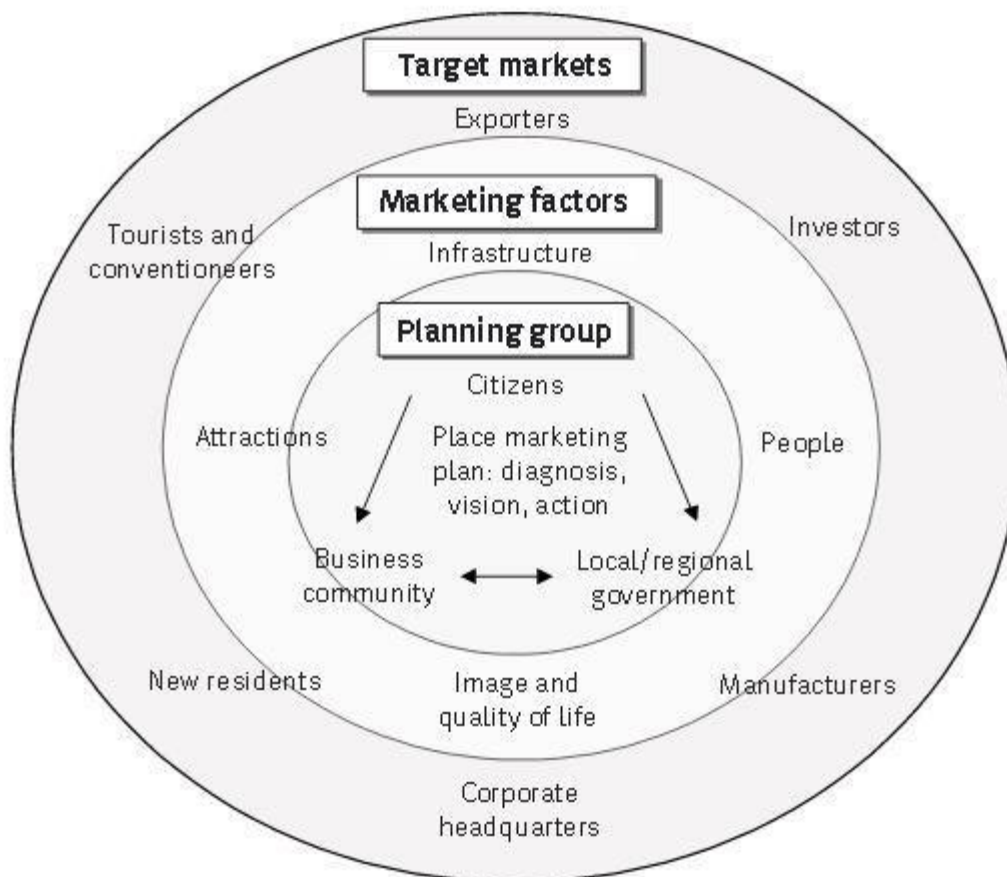 Target markets
Exporters
Marketing factors
Tourists and
conventioneers
Investors
Infrastructure
Planning group
Citizens
Attractions
Place marketing
plan: diagnosis,
vision, action
People
Business
community
Local/regional
government
New residents
Image and
quality of life
Manufacturers
Corporate
headquarters